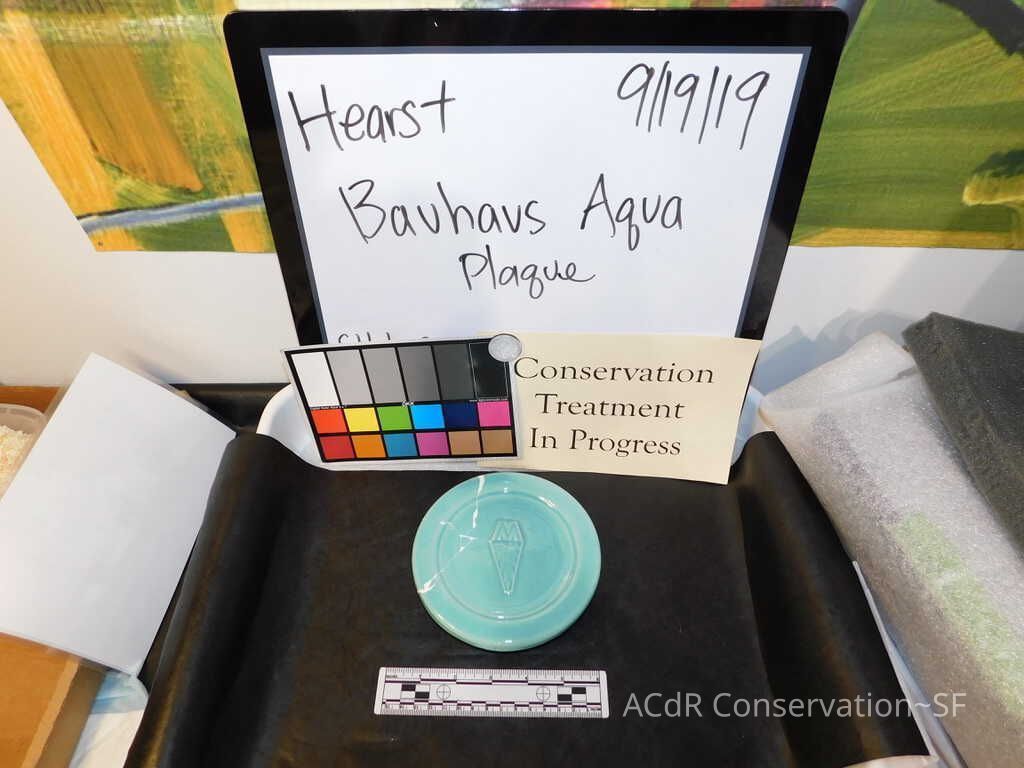 Hearst 9/19/19
Bauhaus Aqua
Plaque
Conservation
Treatment
In Progress
ACdR Conservation~SF